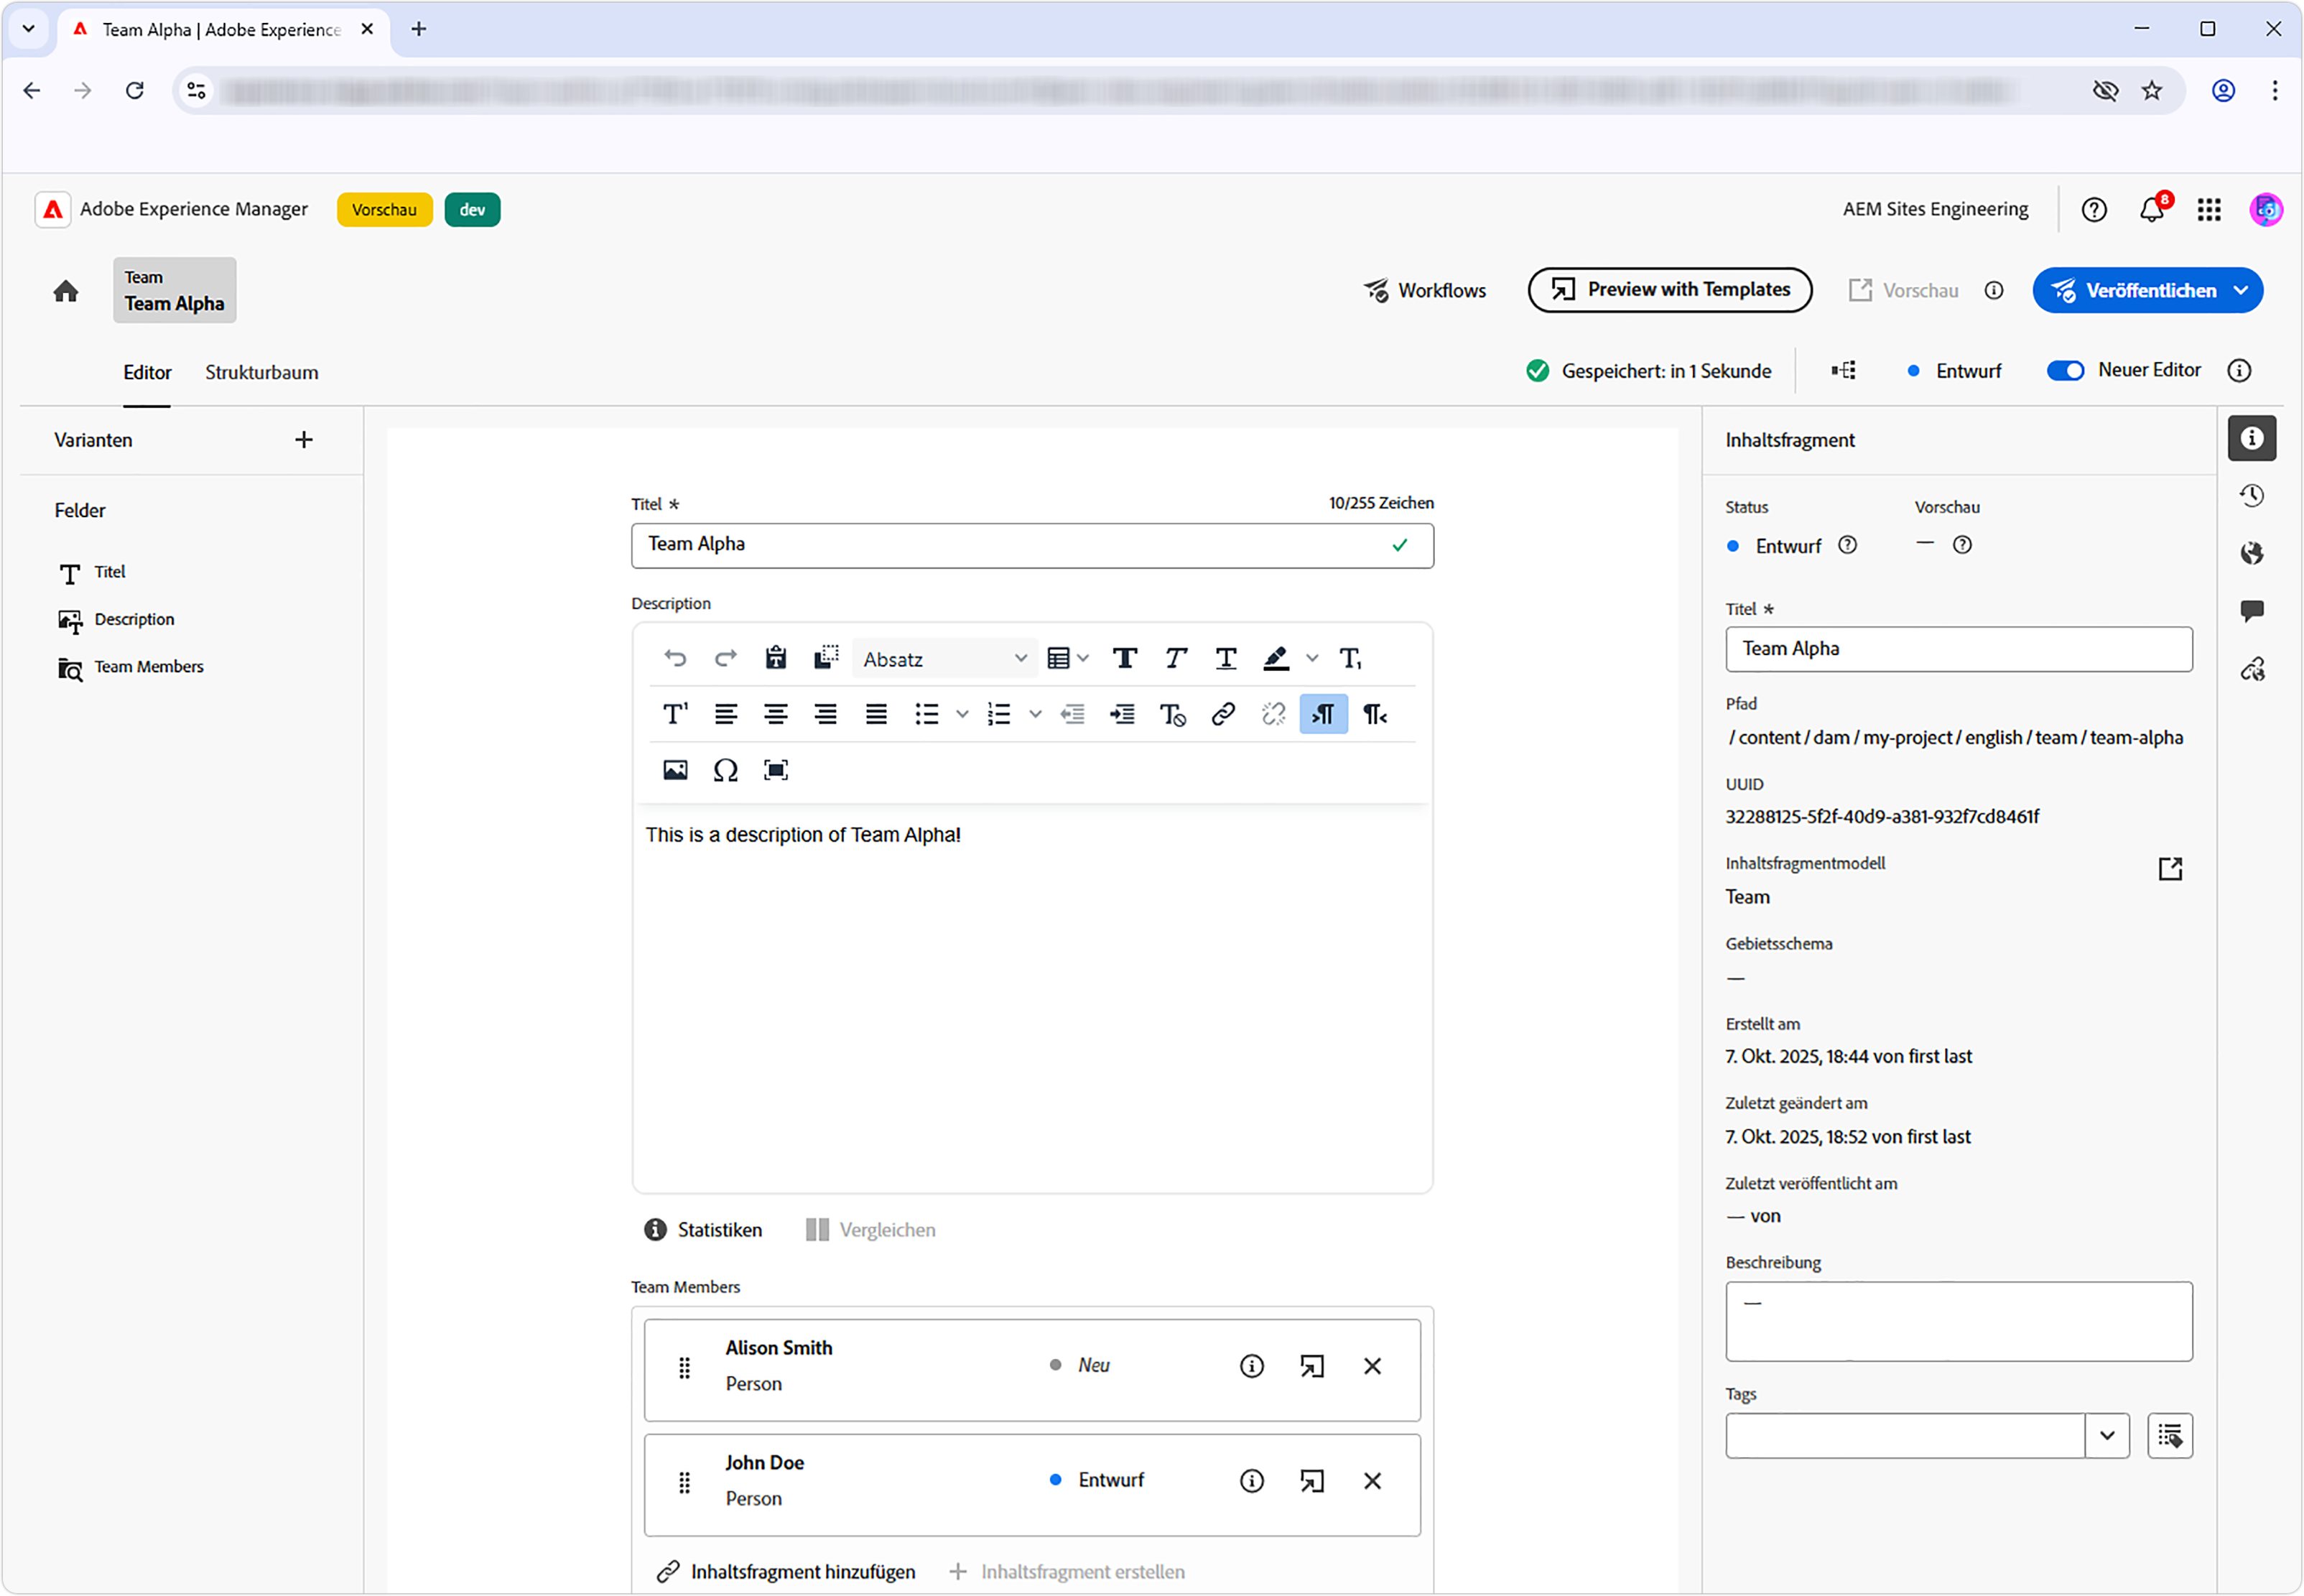 Team Alpha | Adobe Experience
Adobe Experience Manager
Vorschau
dev
AEM Sites Engineering
8
Team
Team Alpha
Workflows
Preview with Templates
Vorschau
Veröffentlichen
Editor
Strukturbaum
Gespeichert: in 1 Sekunde
Entwurf
Neuer Editor
Varianten
Felder
Titel
Description
Team Members
Titel *
10/255 Zeichen
Team Alpha
Description
Absatz
This is a description of Team Alpha!
Statistiken
Vergleichen
Team Members
Alison Smith
Person
Neu
John Doe
Person
Entwurf
Inhaltsfragment hinzufügen
Inhaltsfragment erstellen
Inhaltsfragment
Status
Vorschau
Entwurf
—
Titel *
Team Alpha
Pfad
/ content / dam / my-project / english / team / team-alpha
UUID
32288125-5f2f-40d9-a381-932f7cd8461f
Inhaltsfragmentmodell
Team
Gebietsschema
—
Erstellt am
7. Okt. 2025, 18:44 von first last
Zuletzt geändert am
7. Okt. 2025, 18:52 von first last
Zuletzt veröffentlicht am
— von
Beschreibung
—
Tags